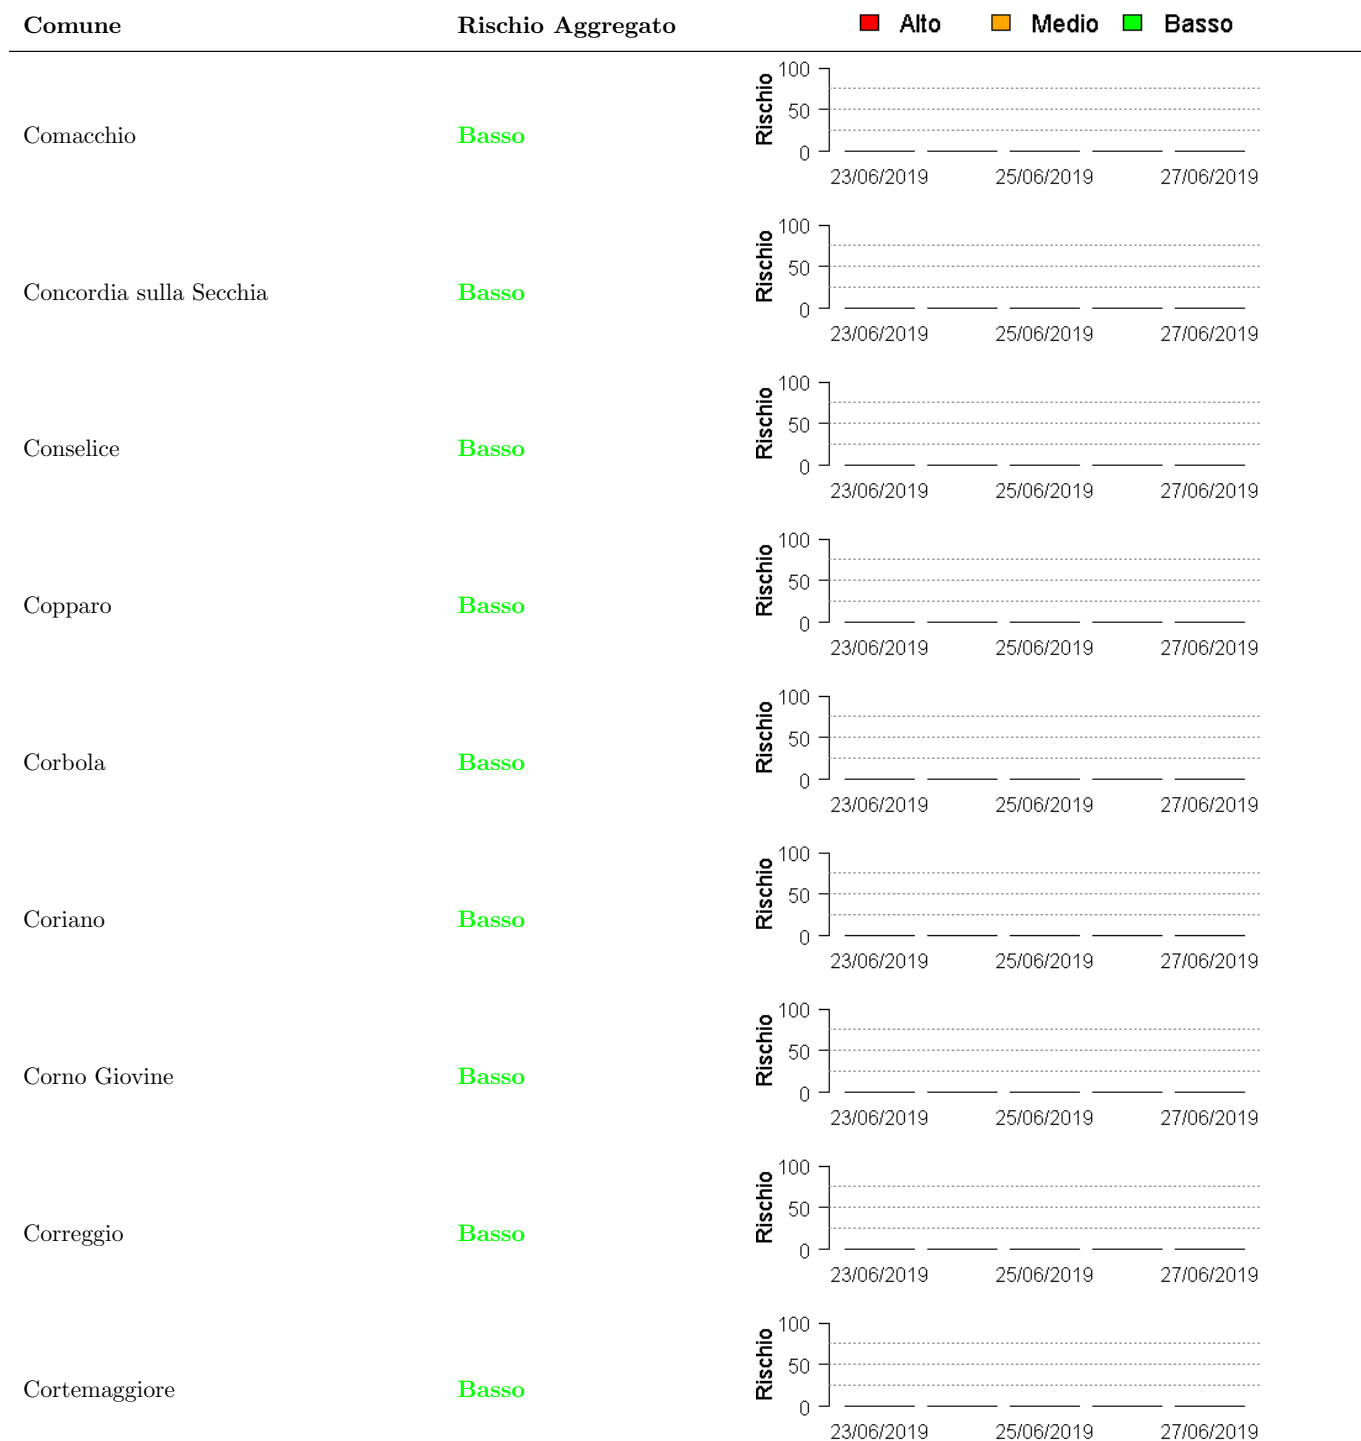 Comune Rischio Aggregato Alto Medio Basso
100
50
0
Rischio
Comacchio Basso
23/06/2019 25/06/2019 27/06/2019
100
50
0
Rischio
Concordia sulla Secchia Basso
23/06/2019 25/06/2019 27/06/2019
100
50
0
Rischio
Conselice Basso
23/06/2019 25/06/2019 27/06/2019
100
50
0
Rischio
Copparo Basso
23/06/2019 25/06/2019 27/06/2019
100
50
0
Rischio
Corbola Basso
23/06/2019 25/06/2019 27/06/2019
100
50
0
Rischio
Coriano Basso
23/06/2019 25/06/2019 27/06/2019
100
50
0
Rischio
Corno Giovine Basso
23/06/2019 25/06/2019 27/06/2019
100
50
0
Rischio
Correggio Basso
23/06/2019 25/06/2019 27/06/2019
100
50
0
Rischio
Cortemaggiore Basso
23/06/2019 25/06/2019 27/06/2019